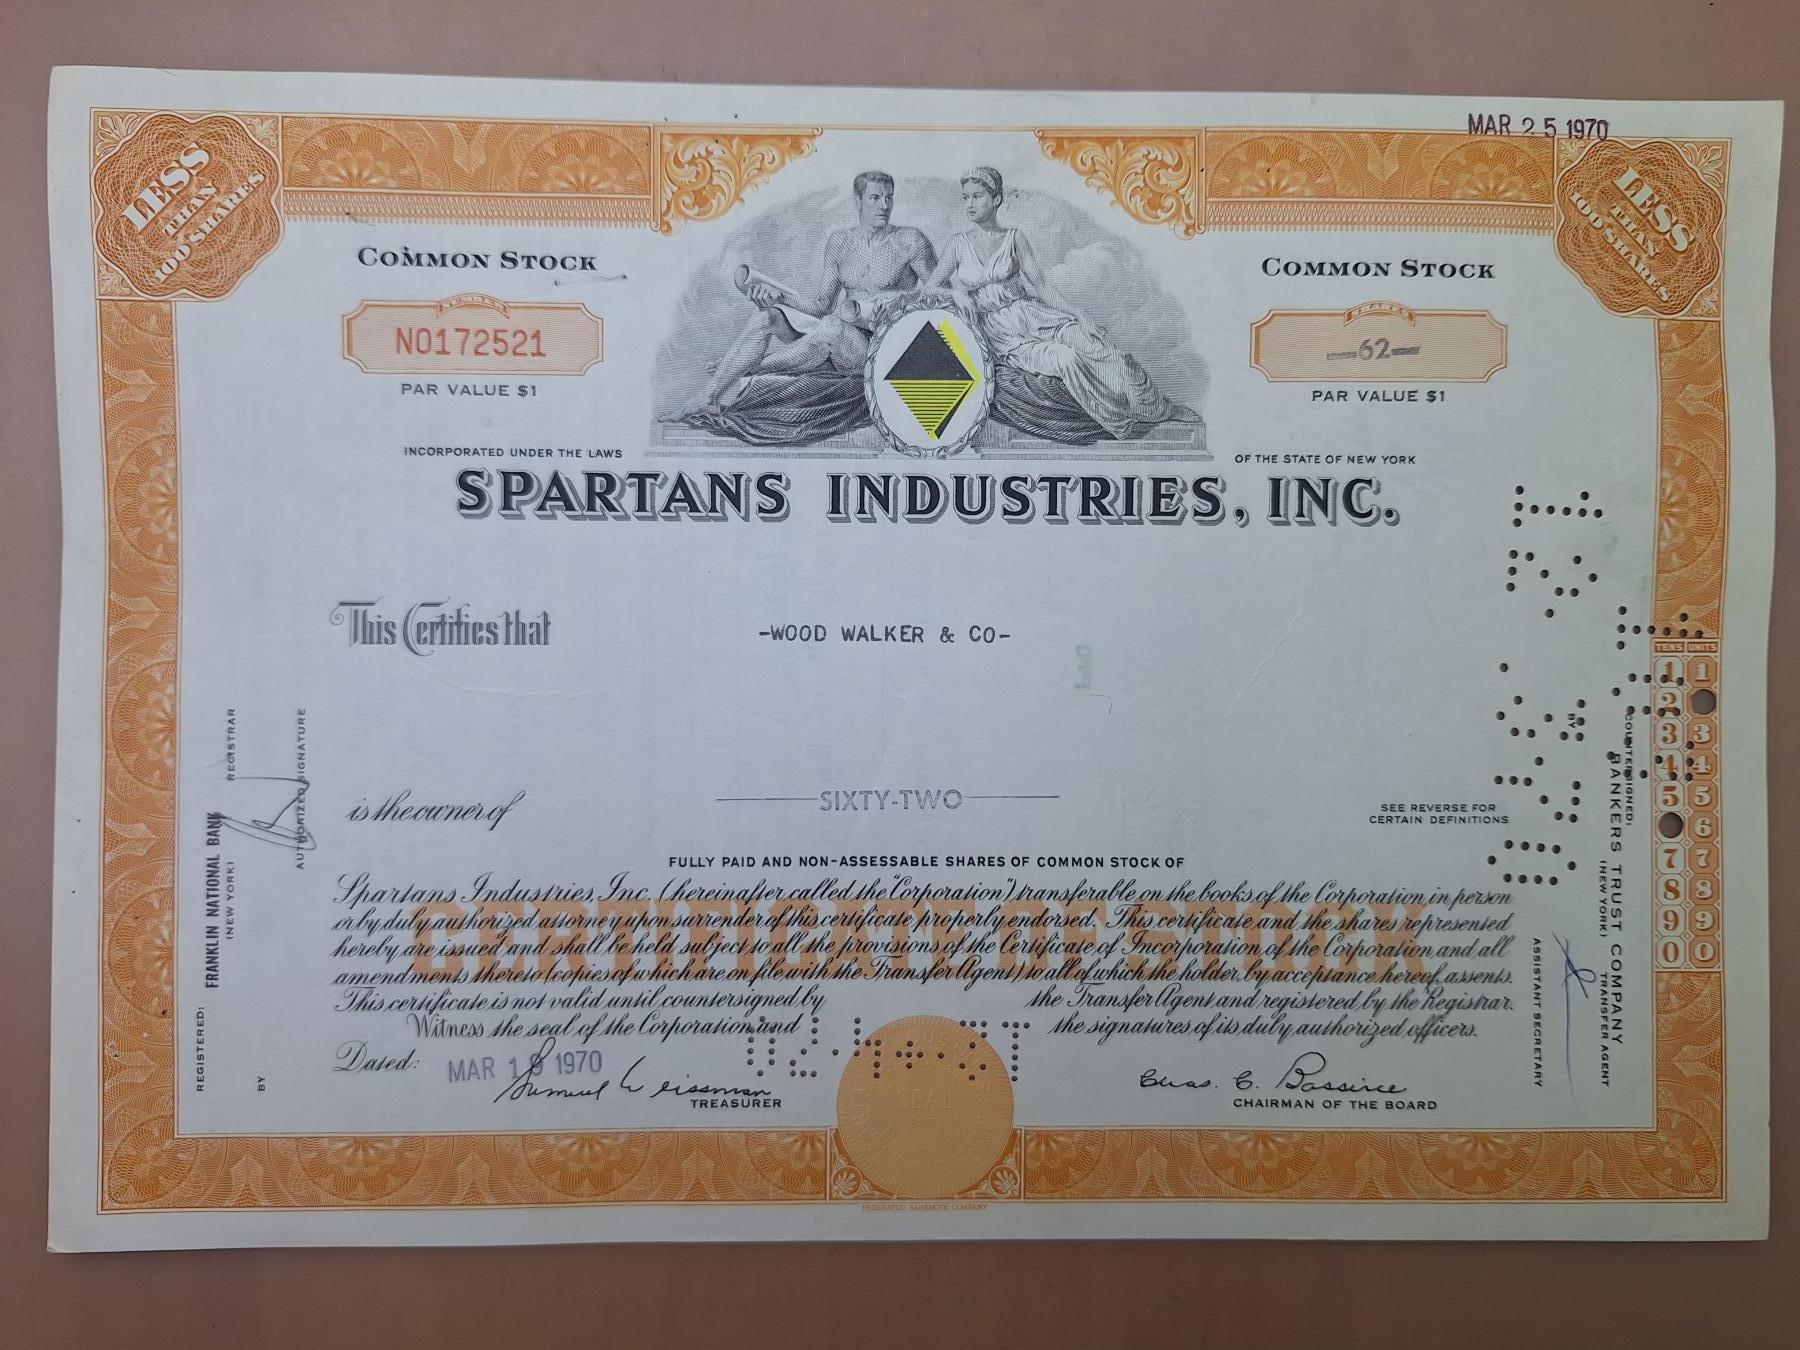 MAR 25 1970
LESS
THAN
100 SHARES
LESS
THAN
100 SHARES
COMMON STOCK
COMMON STOCK
SHARES
NO172521
62
PAR VALUE $1
PAR VALUE $1
INCORPORATED UNDER THE LAWS
OF THE STATE OF NEW YORK
SPARTANS INDUSTRIES, INC.
This Certifies that
-WOOD WALKER & CO-
is the owner of
SIXTY-TWO
SEE REVERSE FOR
CERTAIN DEFINITIONS
FULLY PAID AND NON-ASSESSABLE SHARES OF COMMON STOCK OF
Spartans Industries, Inc. (hereinafter called the "Corporation") transferable on the books of the Corporation in person
or by duly authorized attorney upon surrender of this certificate properly endorsed. This certificate and the shares represented
hereby are issued and shall be held subject to all the provisions of the Certificate of Incorporation of the Corporation and all
amendments thereto (copies of which are on file with the Transfer Agent) to all of which the holder, by acceptance hereof, assents.
This certificate is not valid until countersigned by the Transfer Agent and registered by the Registrar.
Witness the seal of the Corporation and the signatures of its duly authorized officers.
Dated:
MAR 19 1970
Samuel Weissman
TREASURER
SEAL
Chas. C. Bassine
CHAIRMAN OF THE BOARD
FEDERATED BANKNOTE COMPANY
REGISTERED:
FRANKLIN NATIONAL BANK
(NEW YORK)
REGISTRAR
BY
AUTHORIZED SIGNATURE
COUNTERSIGNED:
BANKERS TRUST COMPANY
(NEW YORK)
TRANSFER AGENT
BY
ASSISTANT SECRETARY
TENS UNITS
1 1
2
3 3
4 4
5 5
6
7 7
8 8
9 9
0 0